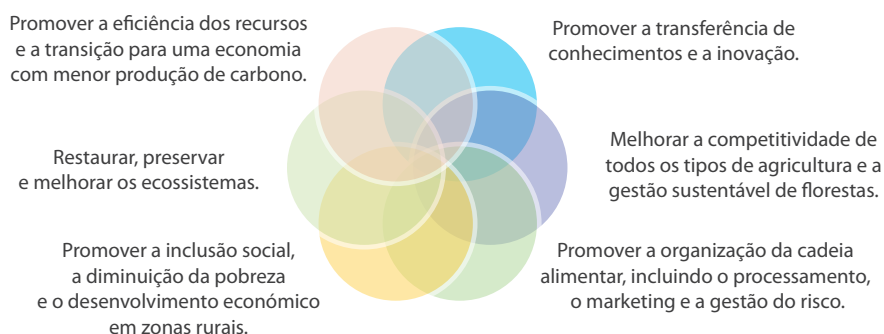 Promover a eficiência dos recursos
e a transição para uma economia
com menor produção de carbono.
Promover a transferência de
conhecimentos e a inovação.
Restaurar, preservar
e melhorar os ecossistemas.
Melhorar a competitividade de
todos os tipos de agricultura e a
gestão sustentável de florestas.
Promover a inclusão social,
a diminuição da pobreza
e o desenvolvimento económico
em zonas rurais.
Promover a organização da cadeia
alimentar, incluindo o processamento,
o marketing e a gestão do risco.